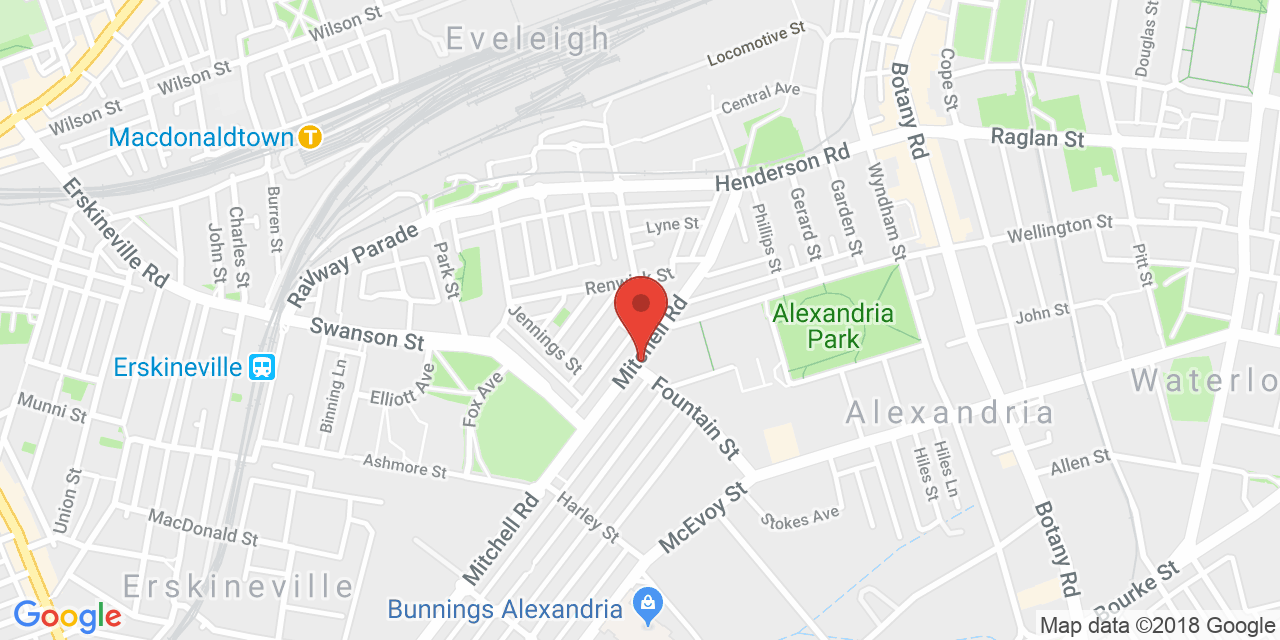 Eveleigh
Wilson St
Locomotive St
Douglas St
Wilson St
Botany Rd
Cope St
Central Ave
Wilson St
Macdonaldtown
T
Raglan St
Henderson Rd
Erskineville Rd
Burren St
Charles St
John St
Wyndham St
Garden St
Gerard St
Phillips St
Lyne St
Wellington St
Railway Parade
Park St
Pitt St
Renwick St
Alexandria
Park
John St
Mitchell Rd
Swanson St
Jennings St
Erskineville
Elliott Ave
Fox Ave
Binning Ln
Munni St
Waterlo
Alexandria
Fountain St
Ashmore St
Hiles St
Hiles Ln
Allen St
Union St
MacDonald St
Harley St
Mitchell Rd
McEvoy St
Stokes Ave
Botany Rd
Bourke St
Erskineville
Bunnings Alexandria
Google
Map data ©2018 Google